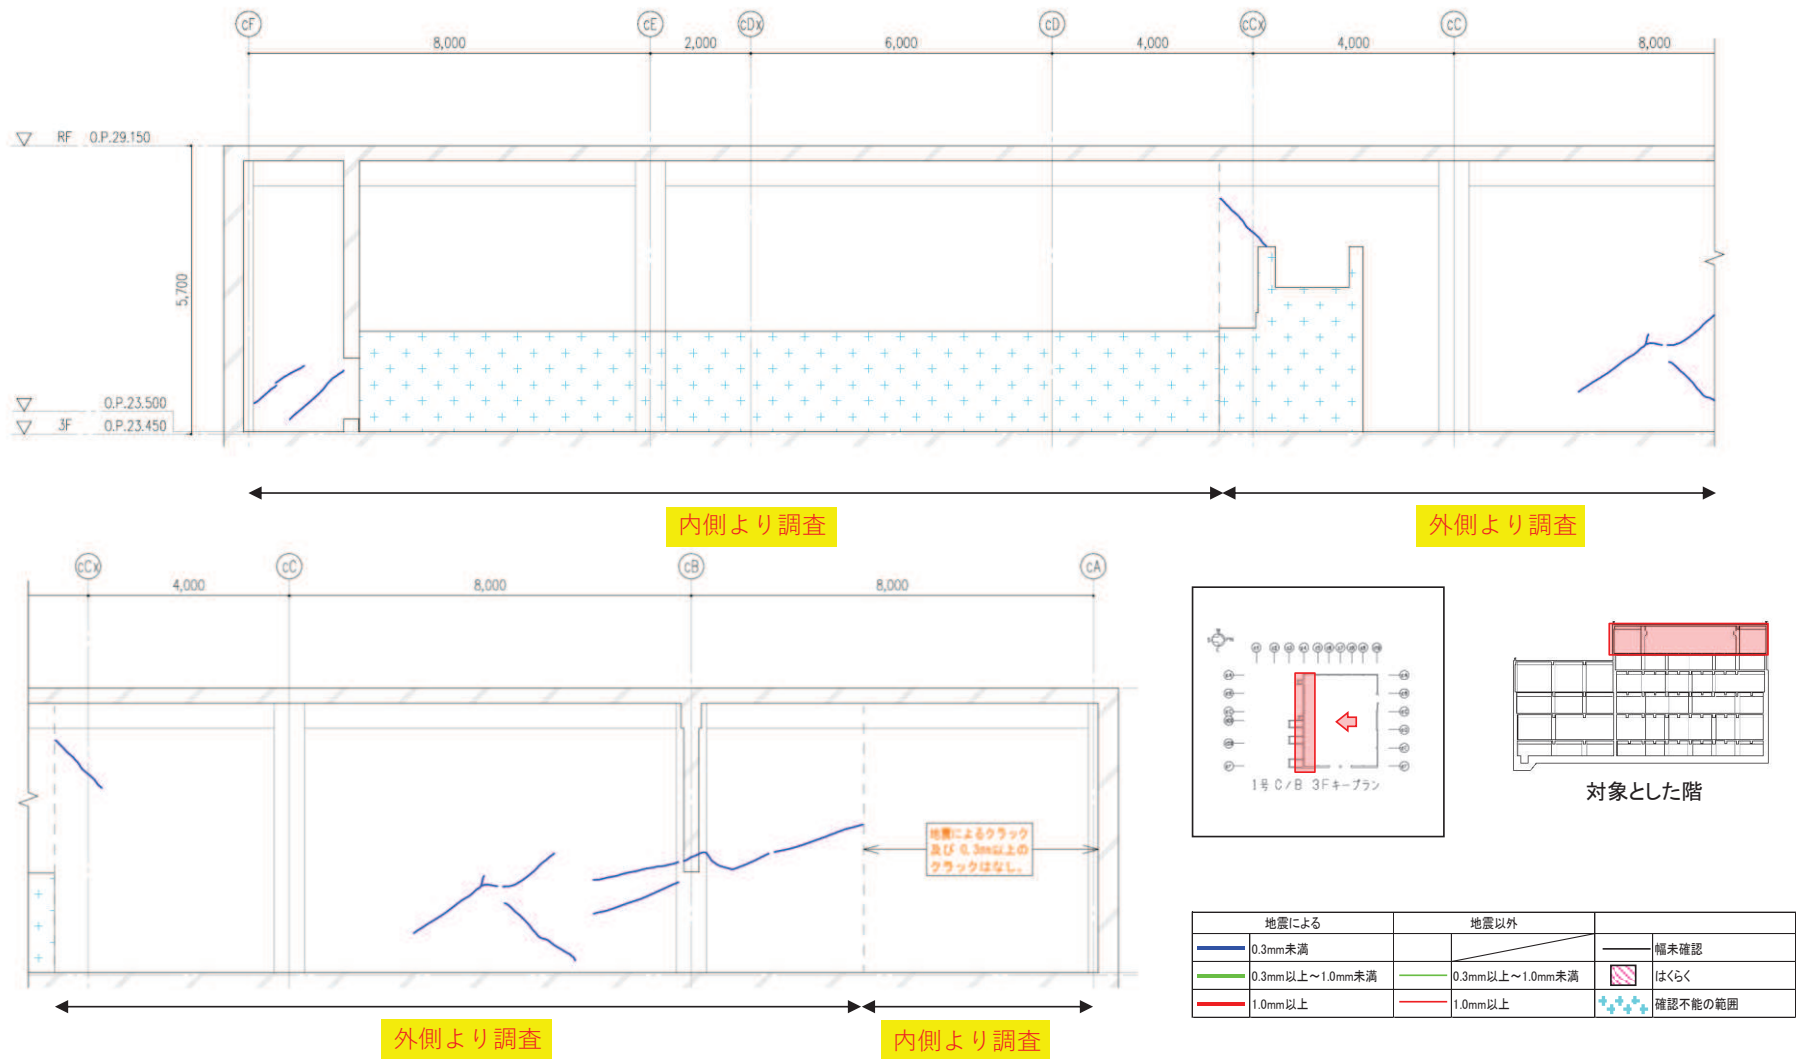 cF cE cDx cD cCx cC
8,000 2,000 6,000 4,000 4,000 8,000
RF O.P.29.150
5,700
O.P.23.500
3F O.P.23.450
内側より調査 外側より調査
cCx cC cB cA
4,000 8,000 8,000
地震によるクラック
及び 0.3mm以上の
クラックはなし。
外側より調査 内側より調査
1号 C/B 3Fキープラン
対象とした階
地震による 地震以外
0.3mm未満 幅未確認
0.3mm以上～1.0mm未満 0.3mm以上～1.0mm未満 はくらく
1.0mm以上 1.0mm以上 確認不能の範囲